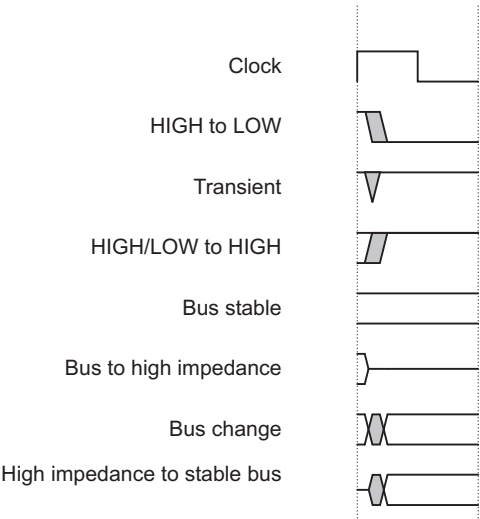 Clock
HIGH to LOW
Transient
HIGH/LOW to HIGH
Bus stable
Bus to high impedance
Bus change
High impedance to stable bus